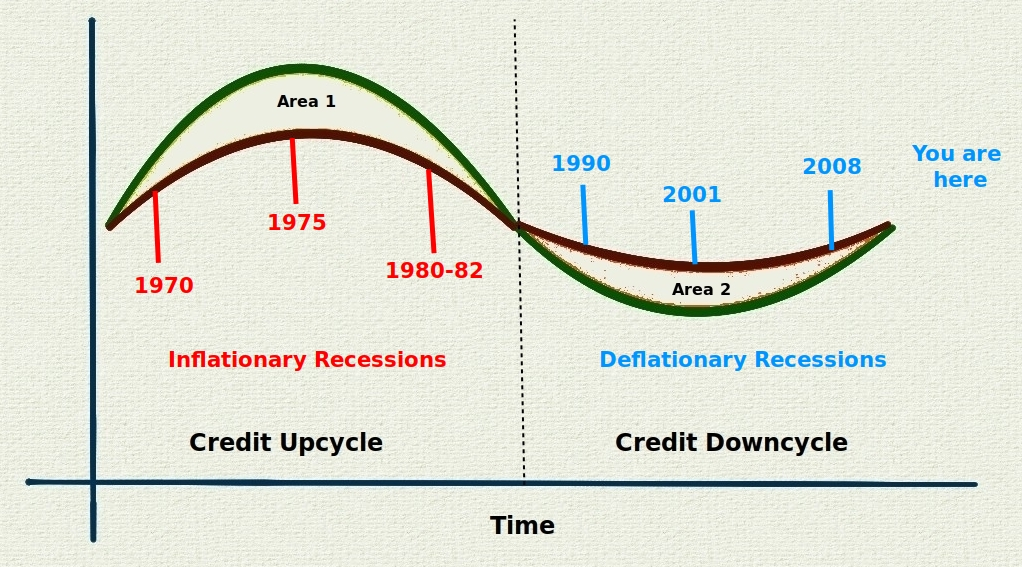 Area 1
1990
2008
You are
here
2001
1975
1980-82
1970
Area 2
Inflationary Recessions
Deflationary Recessions
Credit Upcycle
Credit Downcycle
Time